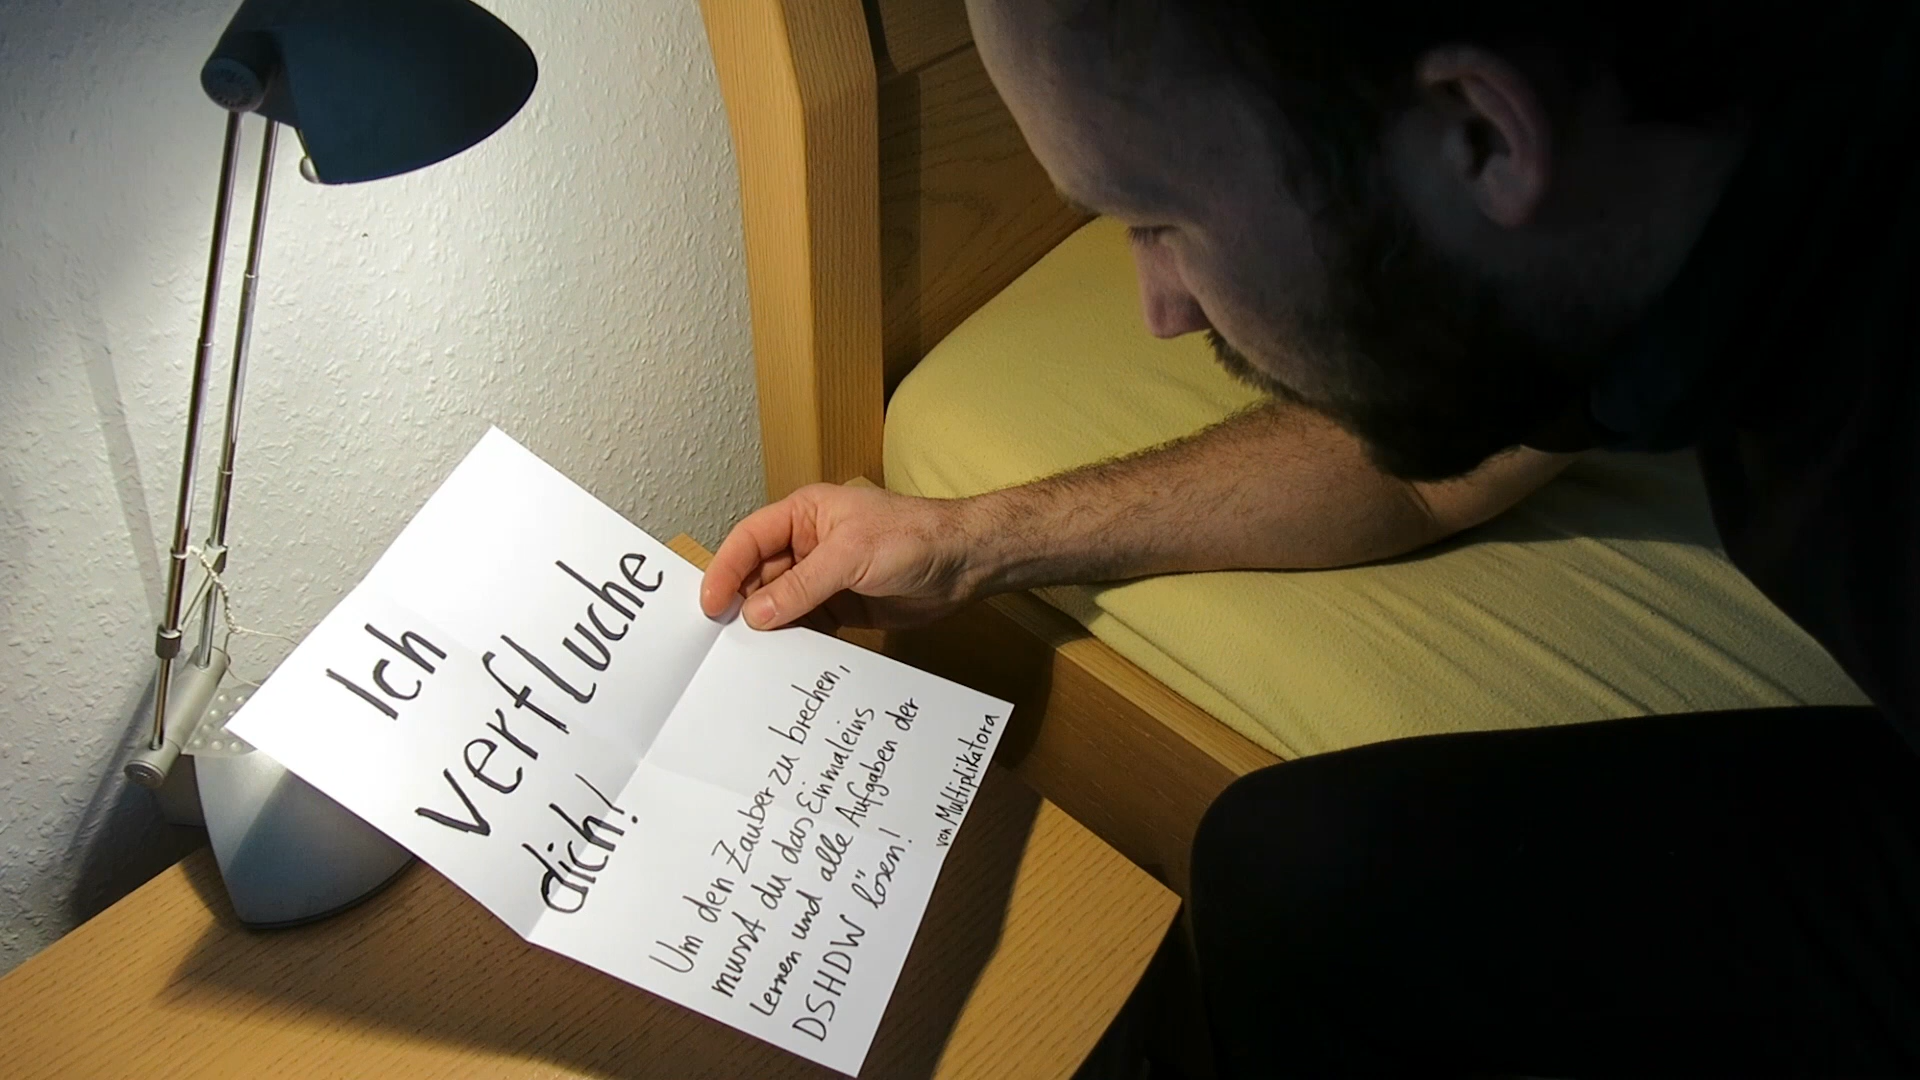 Ich
verfluche
dich!
Um den Zauber zu brechen,
musst du das Einmaleins
lernen und alle Aufgaben der
DSHDW lösen!
von Multiplikatora